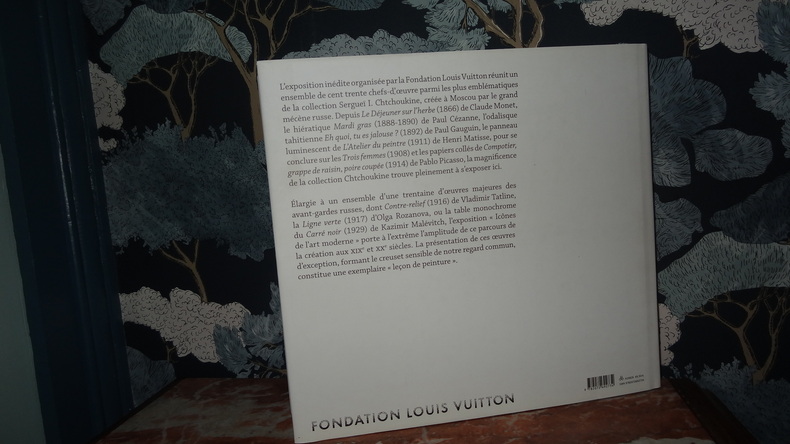 L'exposition inédite organisée par la Fondation Louis Vuitton réunit un
ensemble de cent trente chefs-d'œuvre parmi les plus emblématiques
de la collection Serguei I. Chtchoukine, créée à Moscou par le grand
mécène russe. Depuis Le Déjeuner sur l'herbe (1866) de Claude Monet,
le hiératique Mardi gras (1888-1890) de Paul Cézanne, l'odalisque
tahitienne Eh quoi, tu es jalouse ? (1892) de Paul Gauguin, le panneau
luminescent de L'Atelier du peintre (1911) de Henri Matisse, pour se
conclure sur les Trois femmes (1908) et les papiers collés de Compotier,
grappe de raisin, poire coupée (1914) de Pablo Picasso, la magnificence
de la collection Chtchoukine trouve pleinement à s'exposer ici.
Élargie à un ensemble d'une trentaine d'œuvres majeures des
avant-gardes russes, dont Contre-relief (1916) de Vladimir Tatline,
la Ligne verte (1917) d'Olga Rozanova, ou la table monochrome
du Carré noir (1929) de Kazimir Malévitch, l'exposition « Icônes
de l'art moderne » porte à l'extrême l'amplitude de ce parcours de
la création aux XIXe et XXe siècles. La présentation de ces œuvres
d'exception, formant le creuset sensible de notre regard commun,
constitue une exemplaire « leçon de peinture ».
FONDATION LOUIS VUITTON